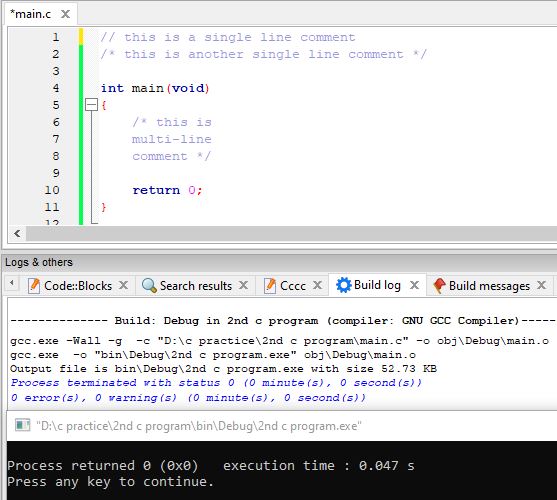 *main.c
1 // this is a single line comment
2 /* this is another single line comment */
3
4 int main(void)
5 {
6 /* this is
7 multi-line
8 comment */
9
10 return 0;
11 }
12
Logs & others
Code::Blocks Search results Cccc Build log Build messages
-------------- Build: Debug in 2nd c program (compiler: GNU GCC Compiler)-----
gcc.exe -Wall -g -c "D:\c practice\2nd c program\main.c" -o obj\Debug\main.o
gcc.exe -o "bin\Debug\2nd c program.exe" obj\Debug\main.o
Output file is bin\Debug\2nd c program.exe with size 52.73 KB
Process terminated with status 0 (0 minute(s), 0 second(s))
0 error(s), 0 warning(s) (0 minute(s), 0 second(s))
"D:\c practice\2nd c program\bin\Debug\2nd c program.exe"
Process returned 0 (0x0) execution time : 0.047 s
Press any key to continue.